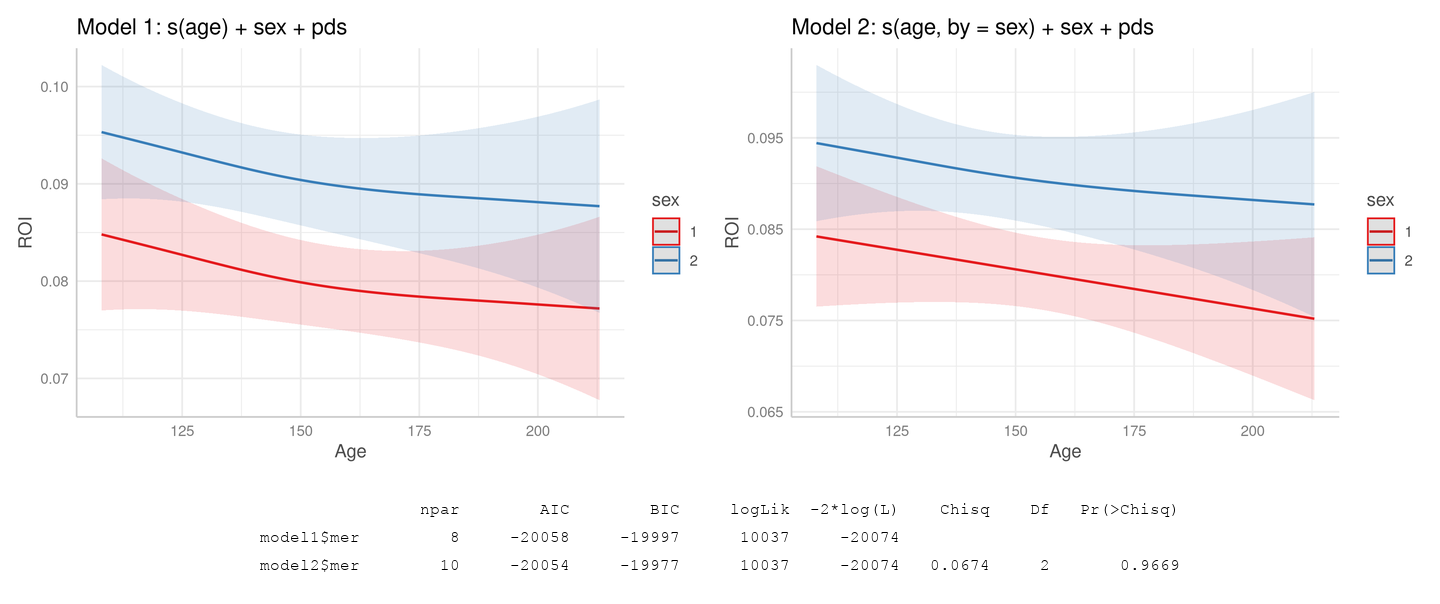 Model 1: s(age) + sex + pds
0.10
0.09
0.08
0.07
ROI
125 150 175 200
Age
sex
1
2
Model 2: s(age, by = sex) + sex + pds
0.095
0.085
0.075
0.065
ROI
125 150 175 200
Age
sex
1
2
npar AIC BIC logLik -2*log(L) Chisq Df Pr(>Chisq)
model1$mer 8 -20058 -19997 10037 -20074
model2$mer 10 -20054 -19977 10037 -20074 0.0674 2 0.9669